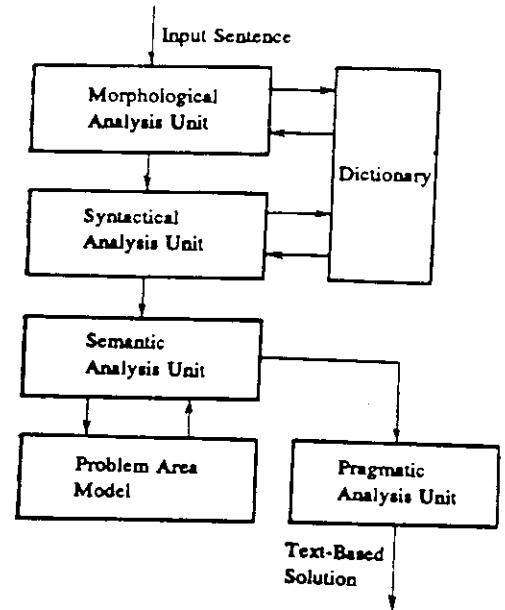 Input Sentence
Morphological
Analysis Unit
Dictionary
Syntactical
Analysis Unit
Semantic
Analysis Unit
Problem Area
Model
Pragmatic
Analysis Unit
Text-Based
Solution